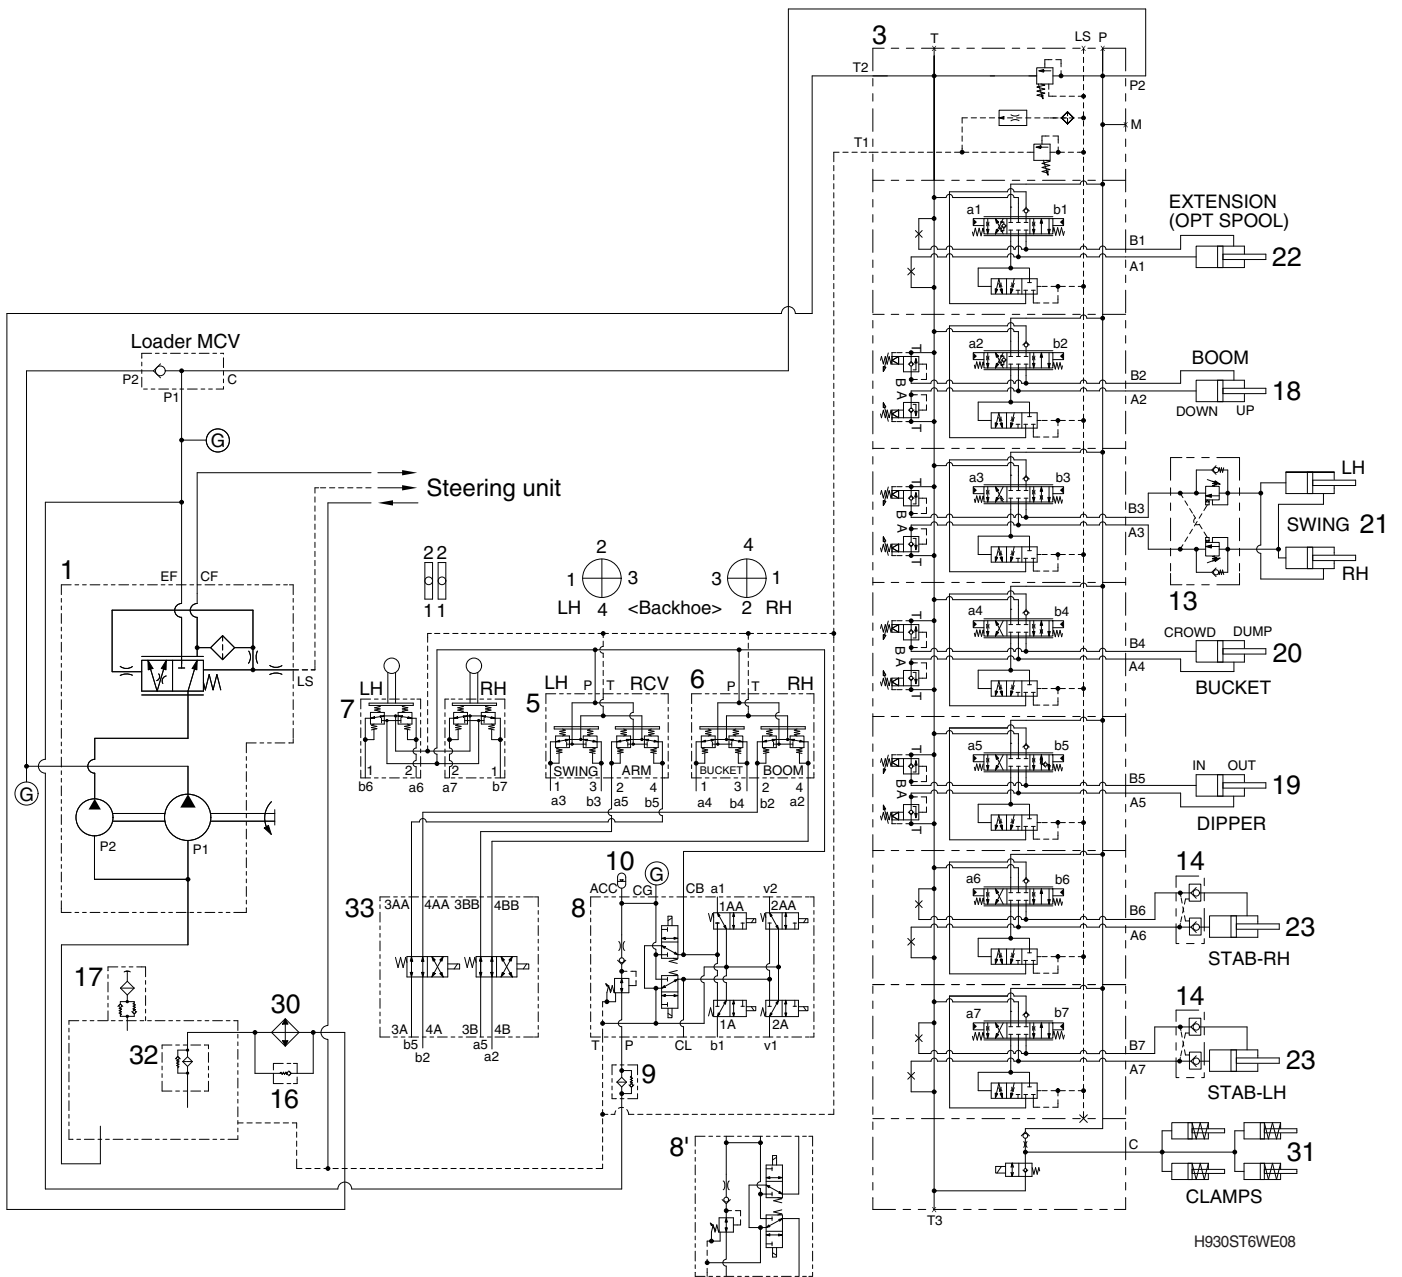 3
T
LS P
T2
P2
M
T1
EXTENSION
(OPT SPOOL)
a1
b1
B1
A1
22
Loader MCV
P2
C
P1
G
T
B
A
T
a2
b2
B2
A2
BOOM
18
DOWN UP
Steering unit
T
B
A
T
a3
b3
B3
A3
LH
SWING 21
RH
13
1
EF CF
LS
2 2
1 1
2
1 3
LH 4
<Backhoe>
4
3 1
2 RH
T
B
A
T
a4
b4
B4
A4
CROWD DUMP
20
BUCKET
7
LH
RH
1 2
b6 a6
2 1
a7 b7
LH P T RCV
5
SWING ARM
1 3 2 4
a3 b3 a5 b5
6
P T RH
BUCKET BOOM
1 3 2 4
a4 b4 b2 a2
T
B
A
T
a5
b5
B5
A5
IN OUT
19
DIPPER
G
P2
P1
10
ACC
CG
G
CB a1 v2
8
1AA 2AA
1A 2A
T P CL b1 v1
33
3AA 4AA 3BB 4BB
3A 4A 3B 4B
b5 a5
b2 a2
a6
b6
B6
A6
14
23
STAB-RH
17
30
32
16
9
a7
b7
B7
A7
14
23
STAB-LH
8'
C
31
CLAMPS
T3
H930ST6WE08